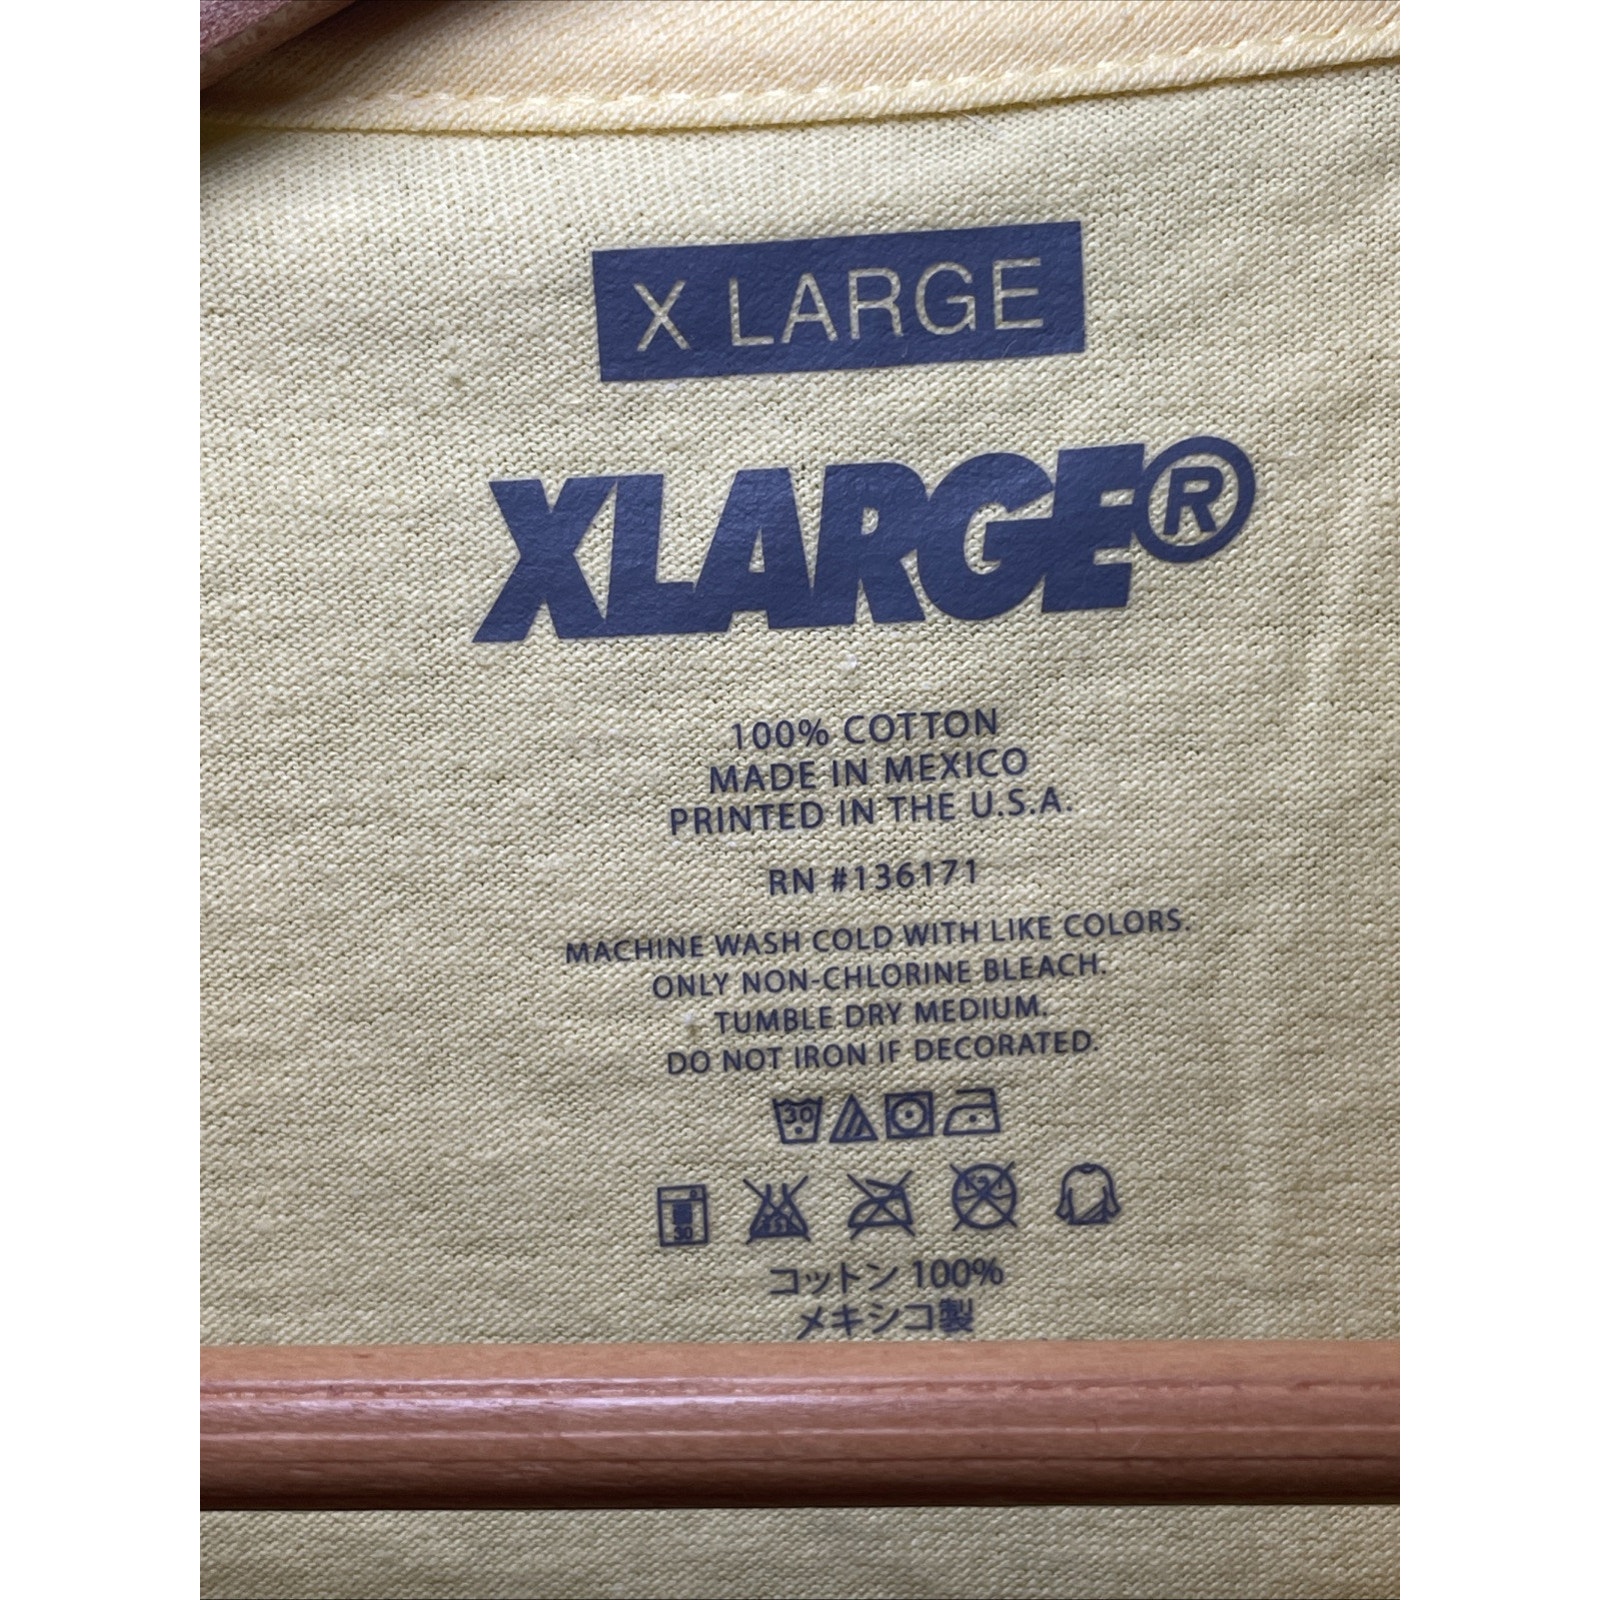 X LARGE
XLARGE®
100% COTTON
MADE IN MEXICO
PRINTED IN THE U.S.A.
RN #136171
MACHINE WASH COLD WITH LIKE COLORS.
ONLY NON-CHLORINE BLEACH.
TUMBLE DRY MEDIUM.
DO NOT IRON IF DECORATED.
30
30
コットン 100%
メキシコ製